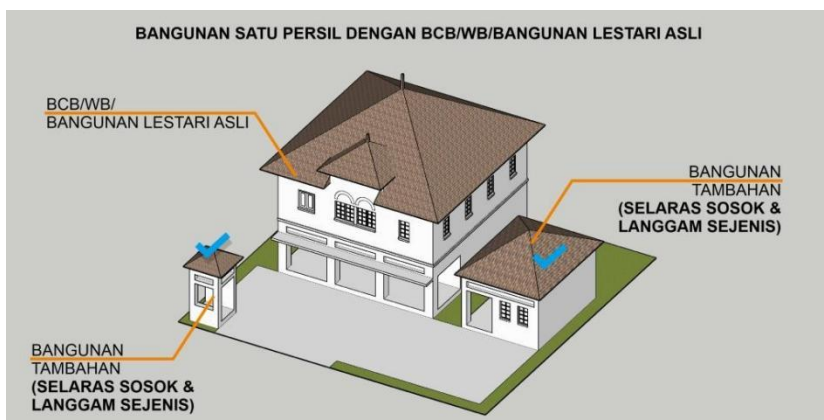 BANGUNAN SATU PERSIL DENGAN BCB/WB/BANGUNAN LESTARI ASLI
BCB/WB/
BANGUNAN LESTARI ASLI
BANGUNAN
TAMBAHAN
(SELARAS SOSOK &
LANGGAM SEJENIS)
BANGUNAN
TAMBAHAN
(SELARAS SOSOK &
LANGGAM SEJENIS)